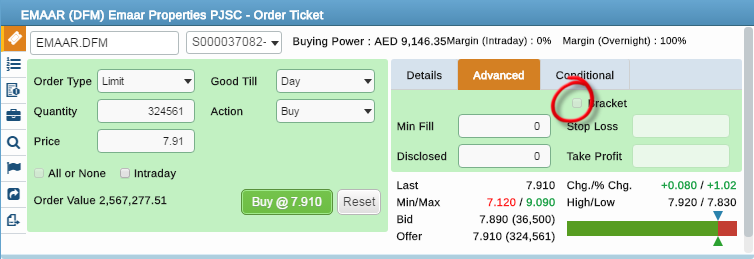 EMAAR (DFM) Emaar Properties PJSC - Order Ticket
EMAAR.DFM S000037082- Buying Power : AED 9,146.35 Margin (Intraday) : 0% Margin (Overnight) : 100%
Order Type Limit Good Till Day
Quantity 324561 Action Buy
Price 7.91
All or None Intraday
Order Value 2,567,277.51 Buy @ 7.910 Reset
Details Advanced Conditional
Bracket
Min Fill 0 Stop Loss
Disclosed 0 Take Profit
Last 7.910 Chg./% Chg. +0.080 / +1.02
Min/Max 7.120 / 9.090 High/Low 7.920 / 7.830
Bid 7.890 (36,500)
Offer 7.910 (324,561)